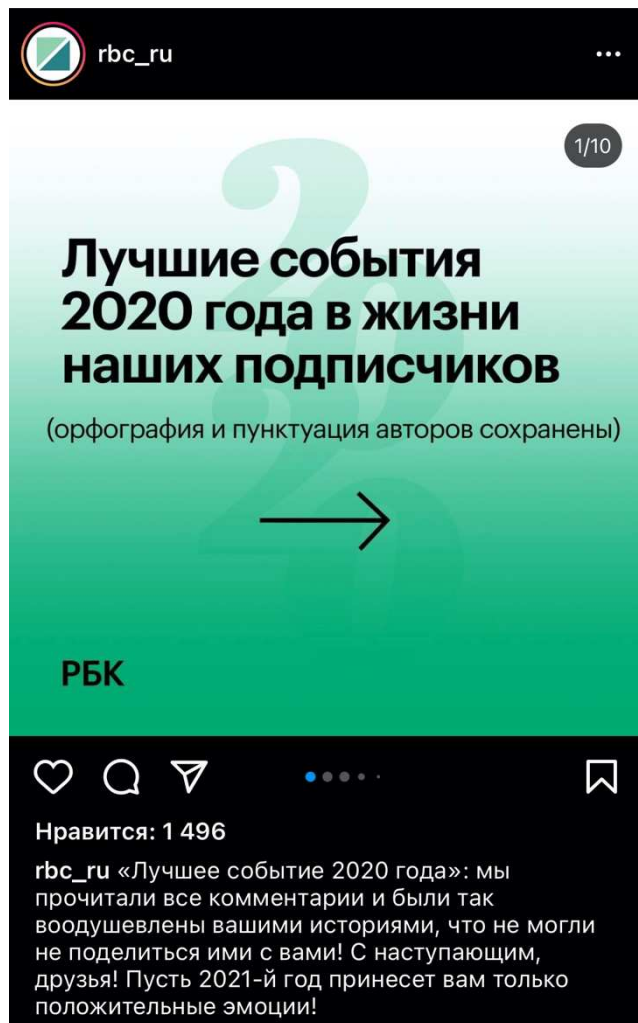 rbc_ru
1/10
2020
Лучшие события
2020 года в жизни
наших подписчиков
(орфография и пунктуация авторов сохранены)
РБК
Нравится: 1 496
rbc_ru «Лучшее событие 2020 года»: мы
прочитали все комментарии и были так
воодушевлены вашими историями, что не могли
не поделиться ими с вами! С наступающим,
друзья! Пусть 2021-й год принесет вам только
положительные эмоции!